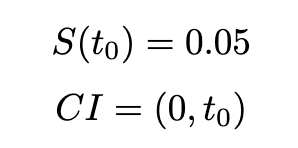 S(t₀) = 0.05
CI = (0, t₀)